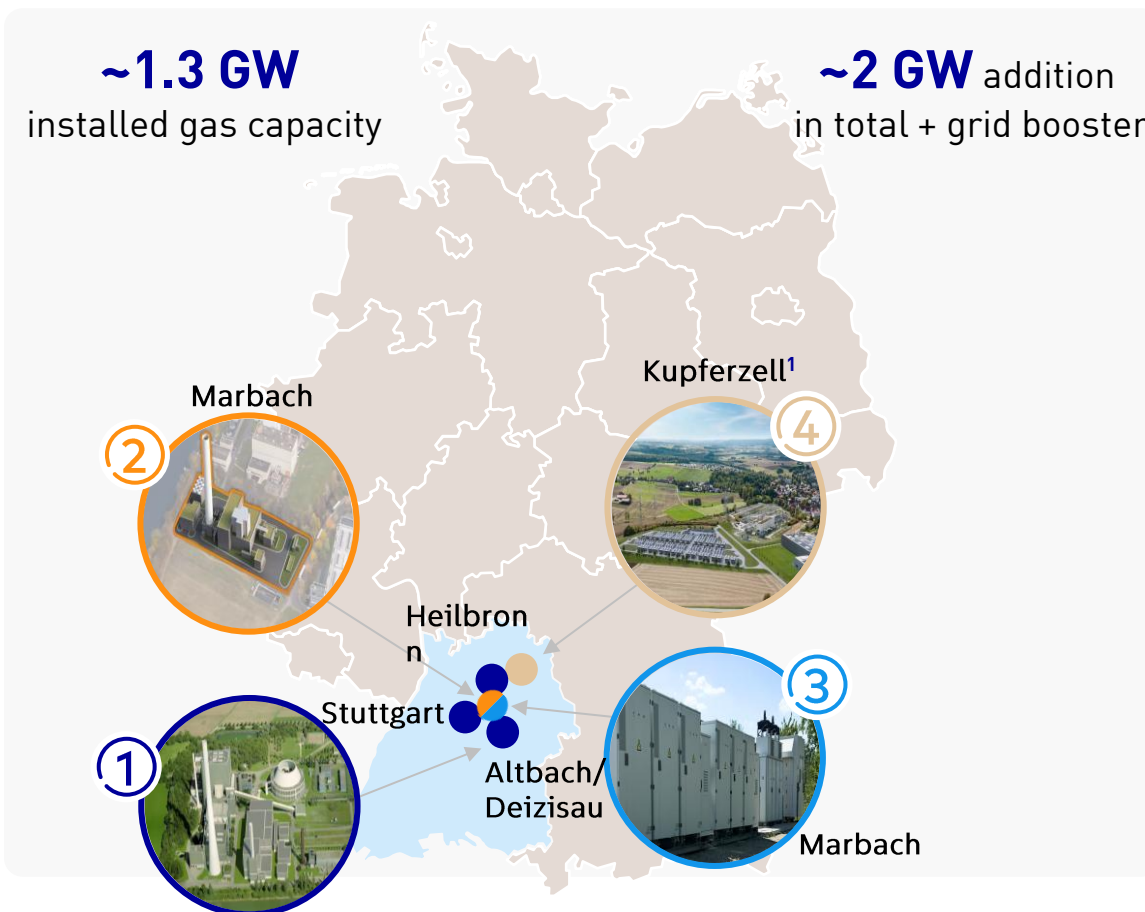 ~1.3 GW
installed gas capacity
~2 GW addition
in total + grid booster
Kupferzell¹
4
Marbach
2
Heilbron
n
3
Stuttgart
1
Altbach/
Deizisau
Marbach